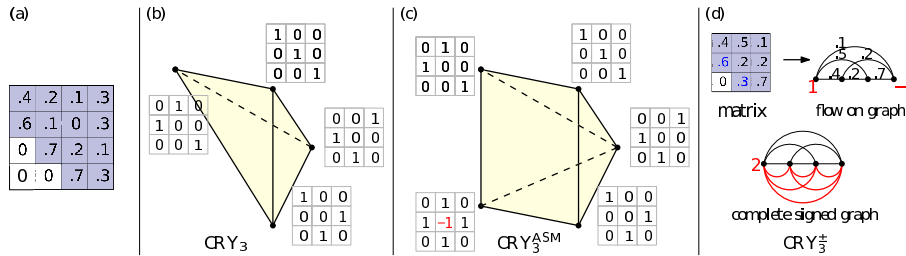 (a)
.4 .2 .1 .3
.6 .1 0 .3
0 .7 .2 .1
0 0 .7 .3
(b)
1 0 0
0 1 0
0 0 1
0 1 0
1 0 0
0 0 1
0 0 1
1 0 0
0 1 0
1 0 0
0 0 1
0 1 0
CRY3
(c)
0 1 0
1 0 0
0 0 1
1 0 0
0 1 0
0 0 1
0 0 1
1 0 0
0 1 0
0 1 0
1 −1 1
0 1 0
1 0 0
0 0 1
0 1 0
CRY3ASM
(d)
.4 .5 .1
.6 .2 .2
0 .3 .7
matrix
.1
.5 .2
.4 .2 .7
1 −
flow on graph
2
complete signed graph
CRY3±